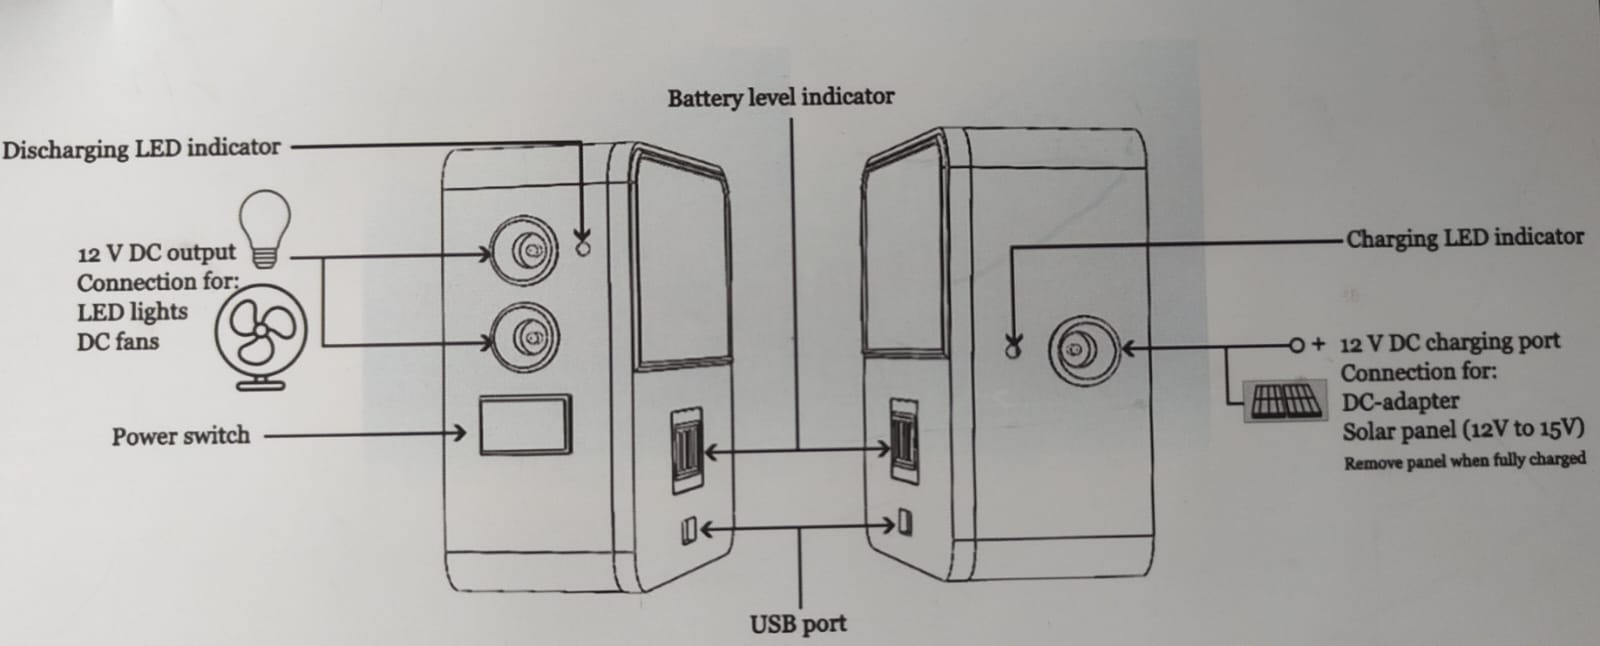 Battery level indicator
Discharging LED indicator
12 V DC output
Connection for:
LED lights
DC fans
Power switch
Charging LED indicator
+ 12 V DC charging port
Connection for:
DC-adapter
Solar panel (12V to 15V)
Remove panel when fully charged
USB port